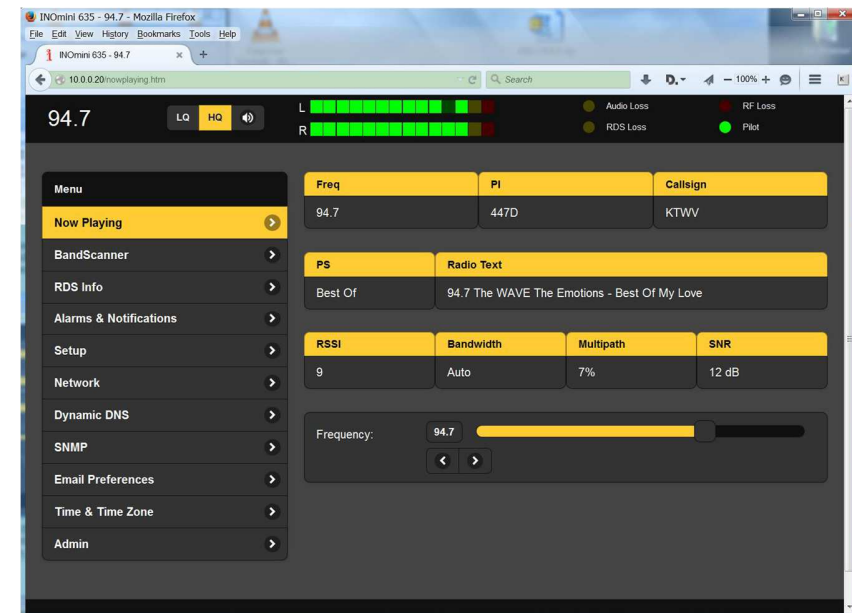 INOmini 635 - 94.7 - Mozilla Firefox
File Edit View History Bookmarks Tools Help
INOmini 635 - 94.7 × +
10.0.0.20/nowplaying.htm
Search
100%
94.7
LQ HQ
L
R
Audio Loss
RF Loss
RDS Loss
Pilot
Menu
Now Playing
BandScanner
RDS Info
Alarms & Notifications
Setup
Network
Dynamic DNS
SNMP
Email Preferences
Time & Time Zone
Admin
Freq PI Callsign
94.7 447D KTWV
PS Radio Text
Best Of 94.7 The WAVE The Emotions - Best Of My Love
RSSI Bandwidth Multipath SNR
9 Auto 7% 12 dB
Frequency: 94.7